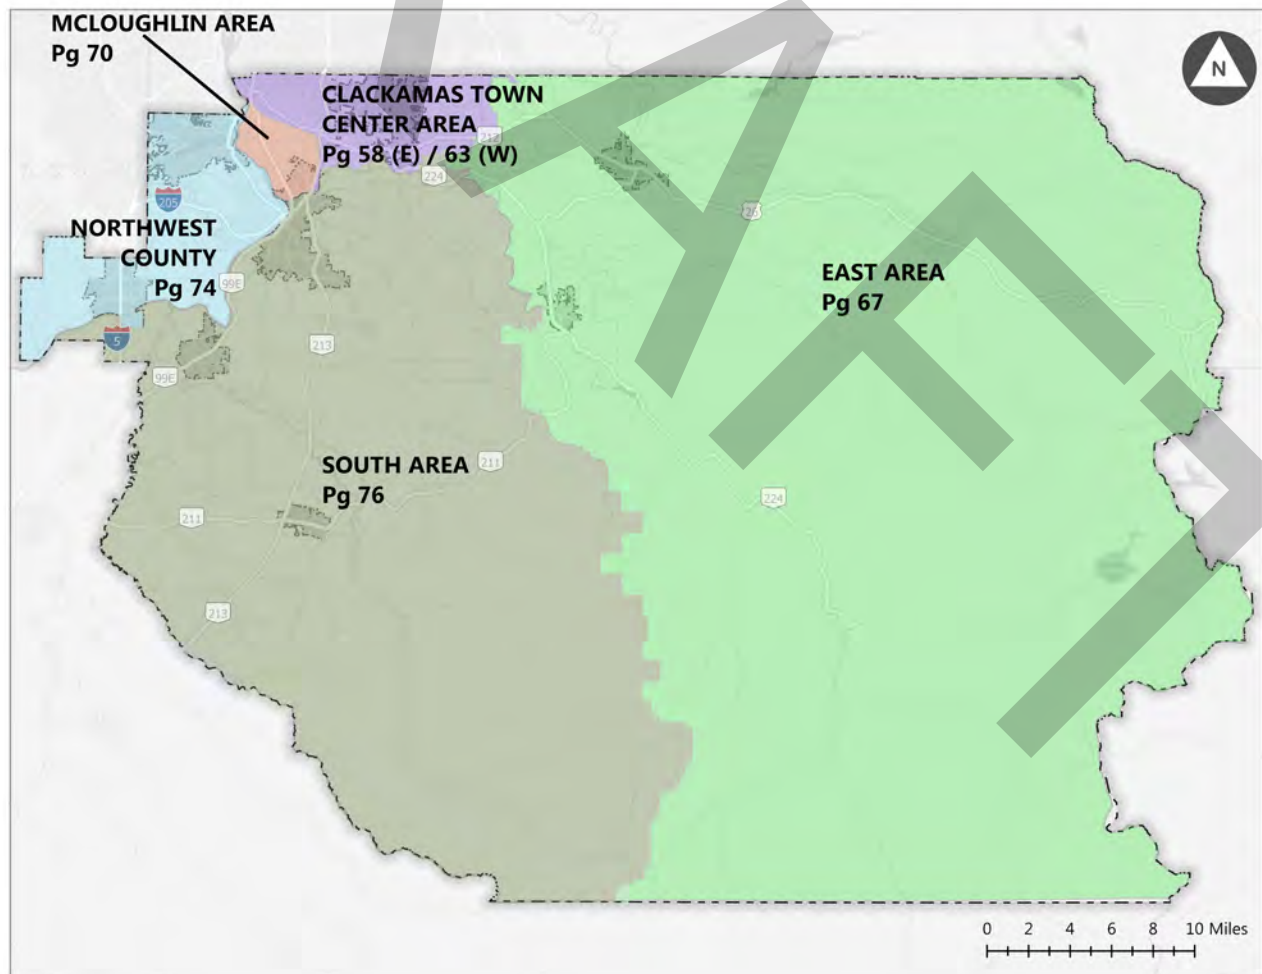 MCLOUGHLIN AREA
Pg 70
N
CLACKAMAS TOWN
CENTER AREA
Pg 58 (E) / 63 (W)
212
224
205
26
NORTHWEST
COUNTY
Pg 74
99E
EAST AREA
Pg 67
5
213
99E
SOUTH AREA
Pg 76
211
224
211
213
0 2 4 6 8 10 Miles